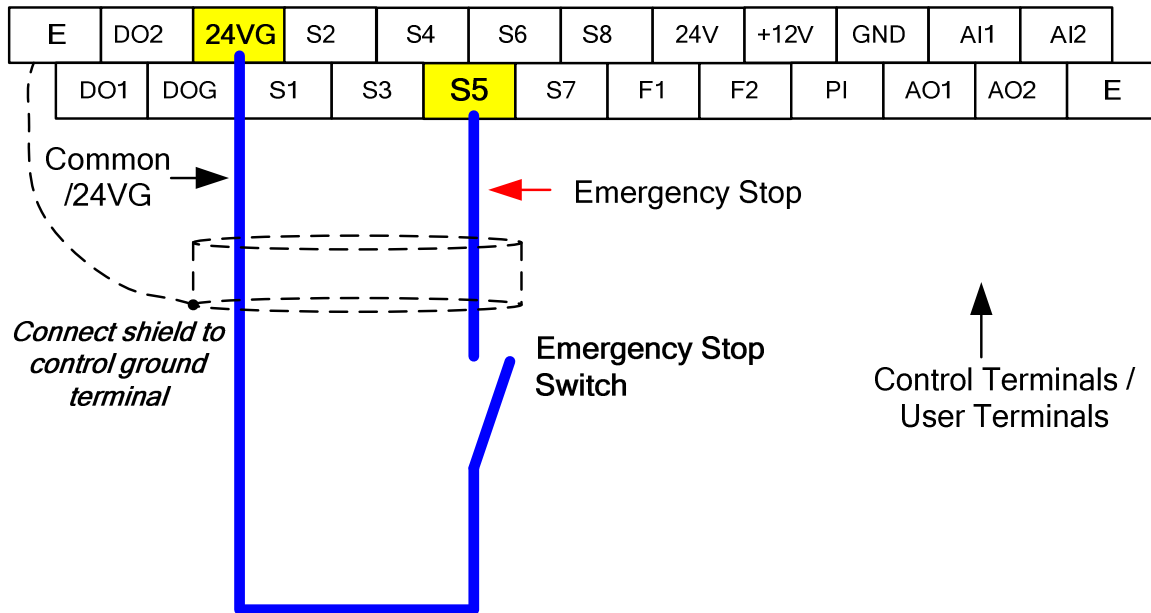 E DO2 24VG S2 S4 S6 S8 24V +12V GND AI1 AI2
DO1 DOG S1 S3 S5 S7 F1 F2 PI AO1 AO2 E
Common
/24VG
Emergency Stop
Connect shield to
control ground
terminal
Emergency Stop
Switch
Control Terminals /
User Terminals